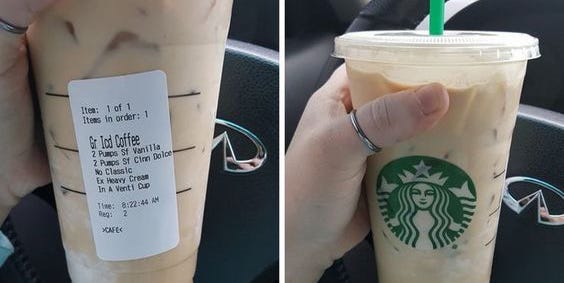 Item: 1 of 1
Items in order: 1
Gr Icd Coffee
2 Pumps Sf Vanilla
2 Pumps Sf Cinn Dolce
No Classic
Ex Heavy Cream
In A Venti Cup
Time: 8:22:44 AM
Reg: 2
>CAFE<